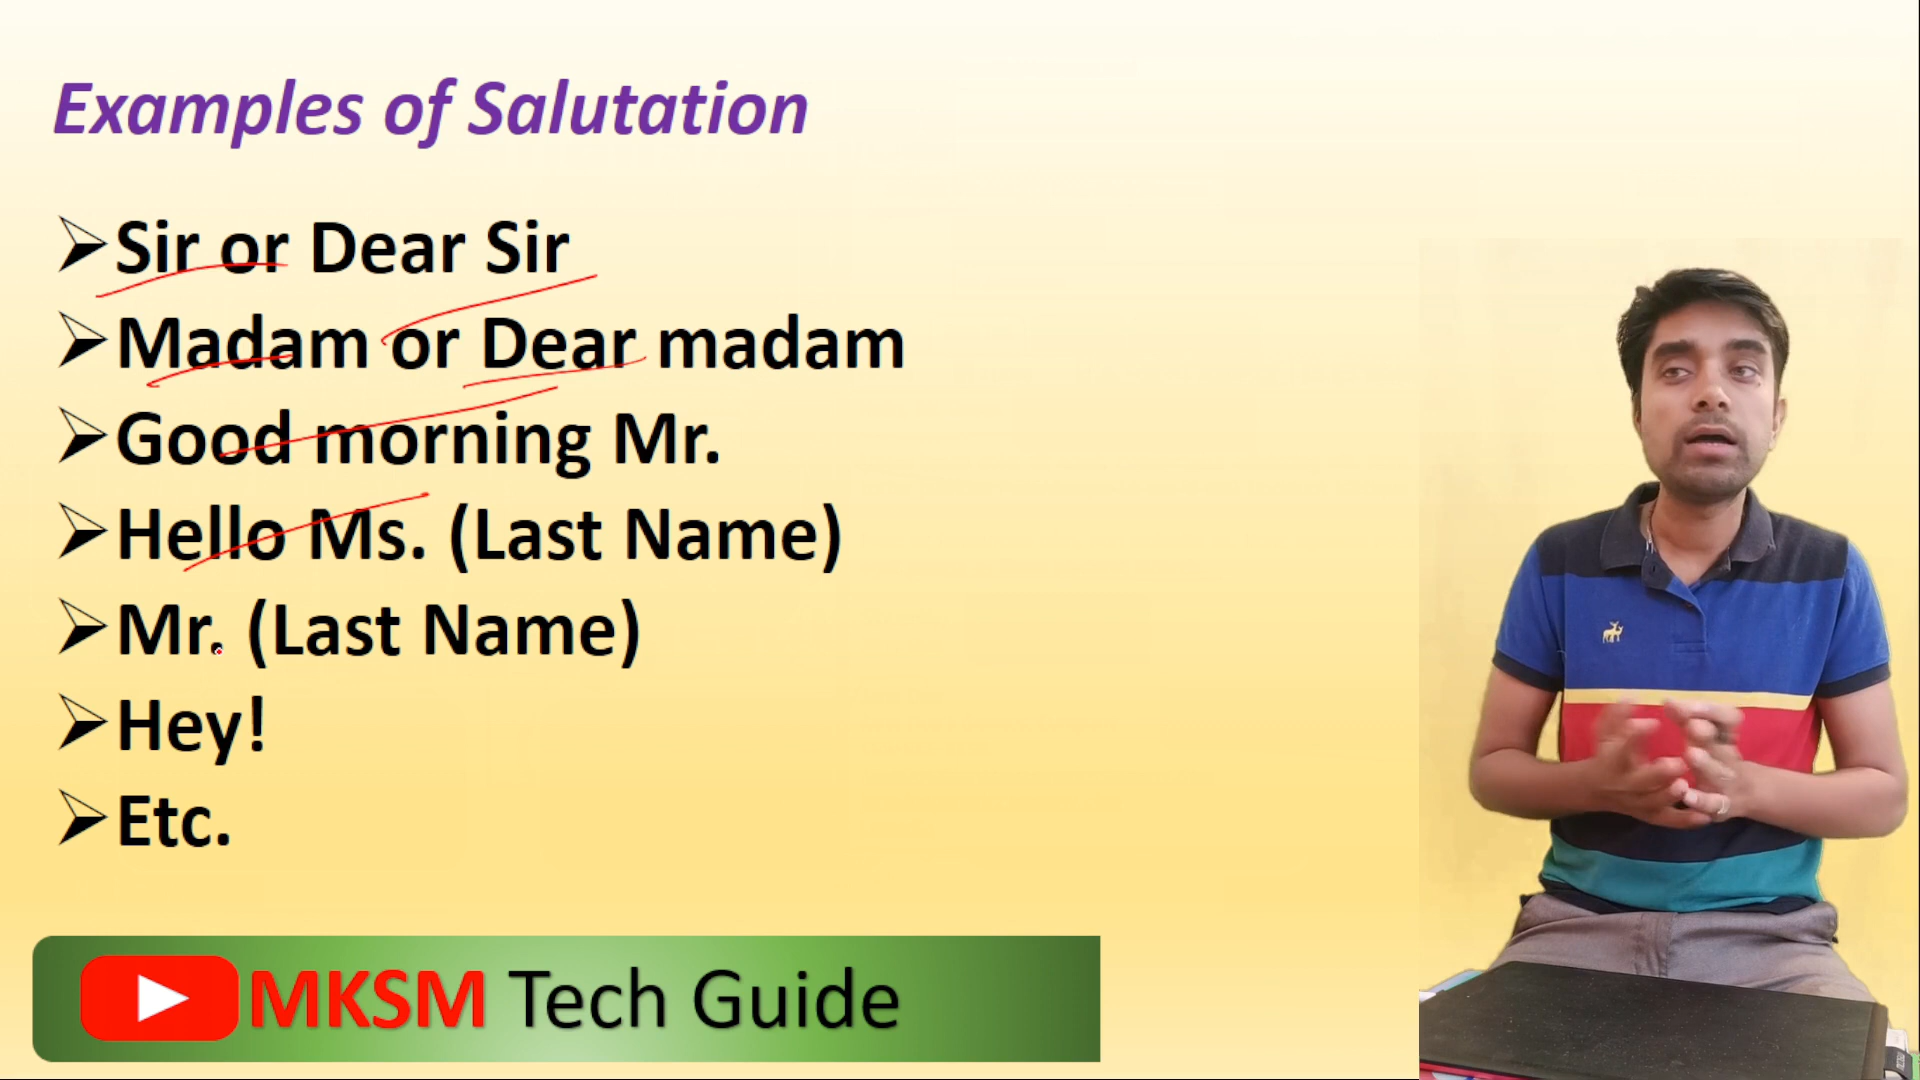 Examples of Salutation
Sir or Dear Sir
Madam or Dear madam
Good morning Mr.
Hello Ms. (Last Name)
Mr. (Last Name)
Hey!
Etc.
MKSM Tech Guide